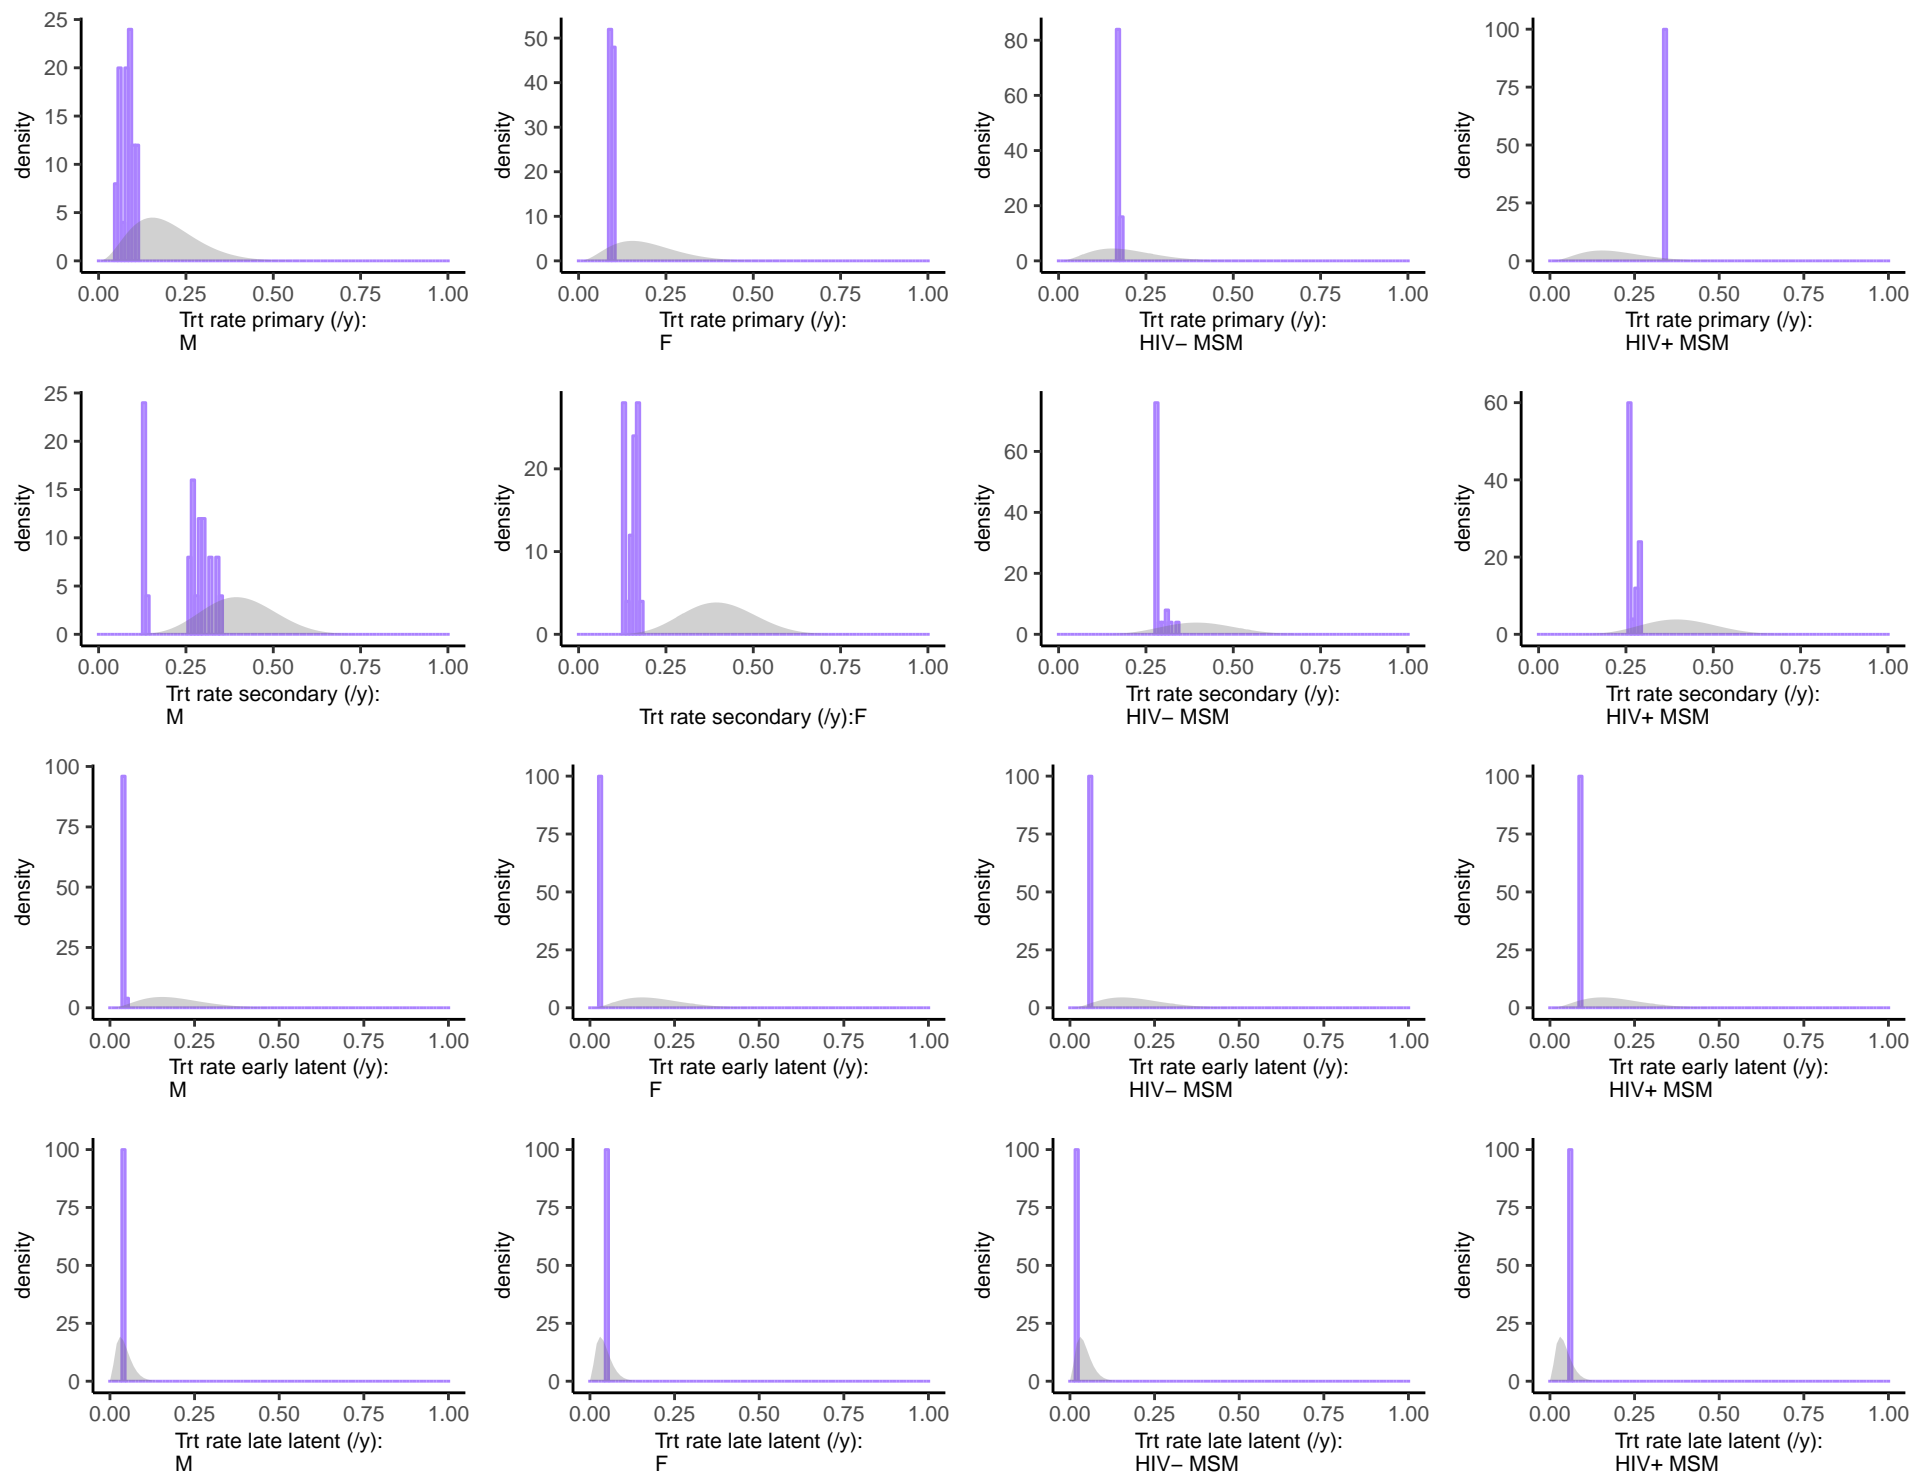 25
20
15
10
5
0
density
0.00 0.25 0.50 0.75 1.00
Trt rate primary (/y):
M
50
40
30
20
10
0
density
0.00 0.25 0.50 0.75 1.00
Trt rate primary (/y):
F
80
60
40
20
0
density
0.00 0.25 0.50 0.75 1.00
Trt rate primary (/y):
HIV− MSM
100
75
50
25
0
density
0.00 0.25 0.50 0.75 1.00
Trt rate primary (/y):
HIV+ MSM
25
20
15
10
5
0
density
0.00 0.25 0.50 0.75 1.00
Trt rate secondary (/y):
M
20
10
0
density
0.00 0.25 0.50 0.75 1.00
Trt rate secondary (/y):F
60
40
20
0
density
0.00 0.25 0.50 0.75 1.00
Trt rate secondary (/y):
HIV− MSM
60
40
20
0
density
0.00 0.25 0.50 0.75 1.00
Trt rate secondary (/y):
HIV+ MSM
100
75
50
25
0
density
0.00 0.25 0.50 0.75 1.00
Trt rate early latent (/y):
M
100
75
50
25
0
density
0.00 0.25 0.50 0.75 1.00
Trt rate early latent (/y):
F
100
75
50
25
0
density
0.00 0.25 0.50 0.75 1.00
Trt rate early latent (/y):
HIV− MSM
100
75
50
25
0
density
0.00 0.25 0.50 0.75 1.00
Trt rate early latent (/y):
HIV+ MSM
100
75
50
25
0
density
0.00 0.25 0.50 0.75 1.00
Trt rate late latent (/y):
M
100
75
50
25
0
density
0.00 0.25 0.50 0.75 1.00
Trt rate late latent (/y):
F
100
75
50
25
0
density
0.00 0.25 0.50 0.75 1.00
Trt rate late latent (/y):
HIV− MSM
100
75
50
25
0
density
0.00 0.25 0.50 0.75 1.00
Trt rate late latent (/y):
HIV+ MSM